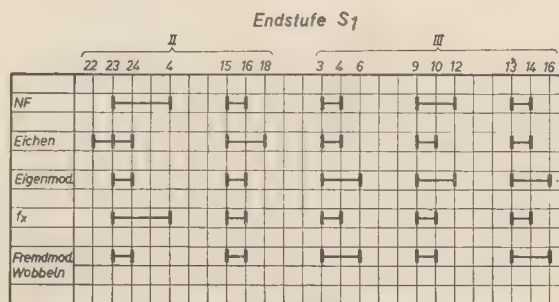 Endstufe S1
II III
22 23 24 4 15 16 18 3 4 6 9 10 12 13 14 16
NF
Eichen
Eigenmod.
fx
Fremdmod.
Wobbeln